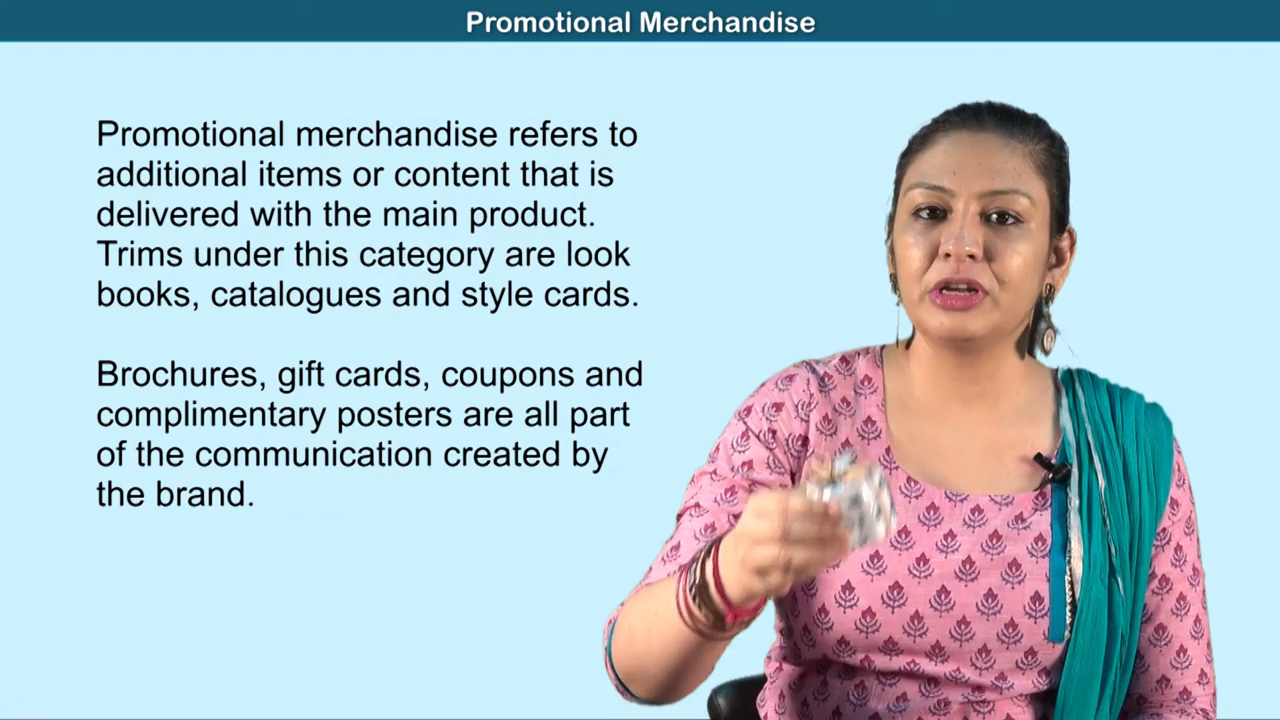 Promotional Merchandise
Promotional merchandise refers to
additional items or content that is
delivered with the main product.
Trims under this category are look
books, catalogues and style cards.
Brochures, gift cards, coupons and
complimentary posters are all part
of the communication created by
the brand.